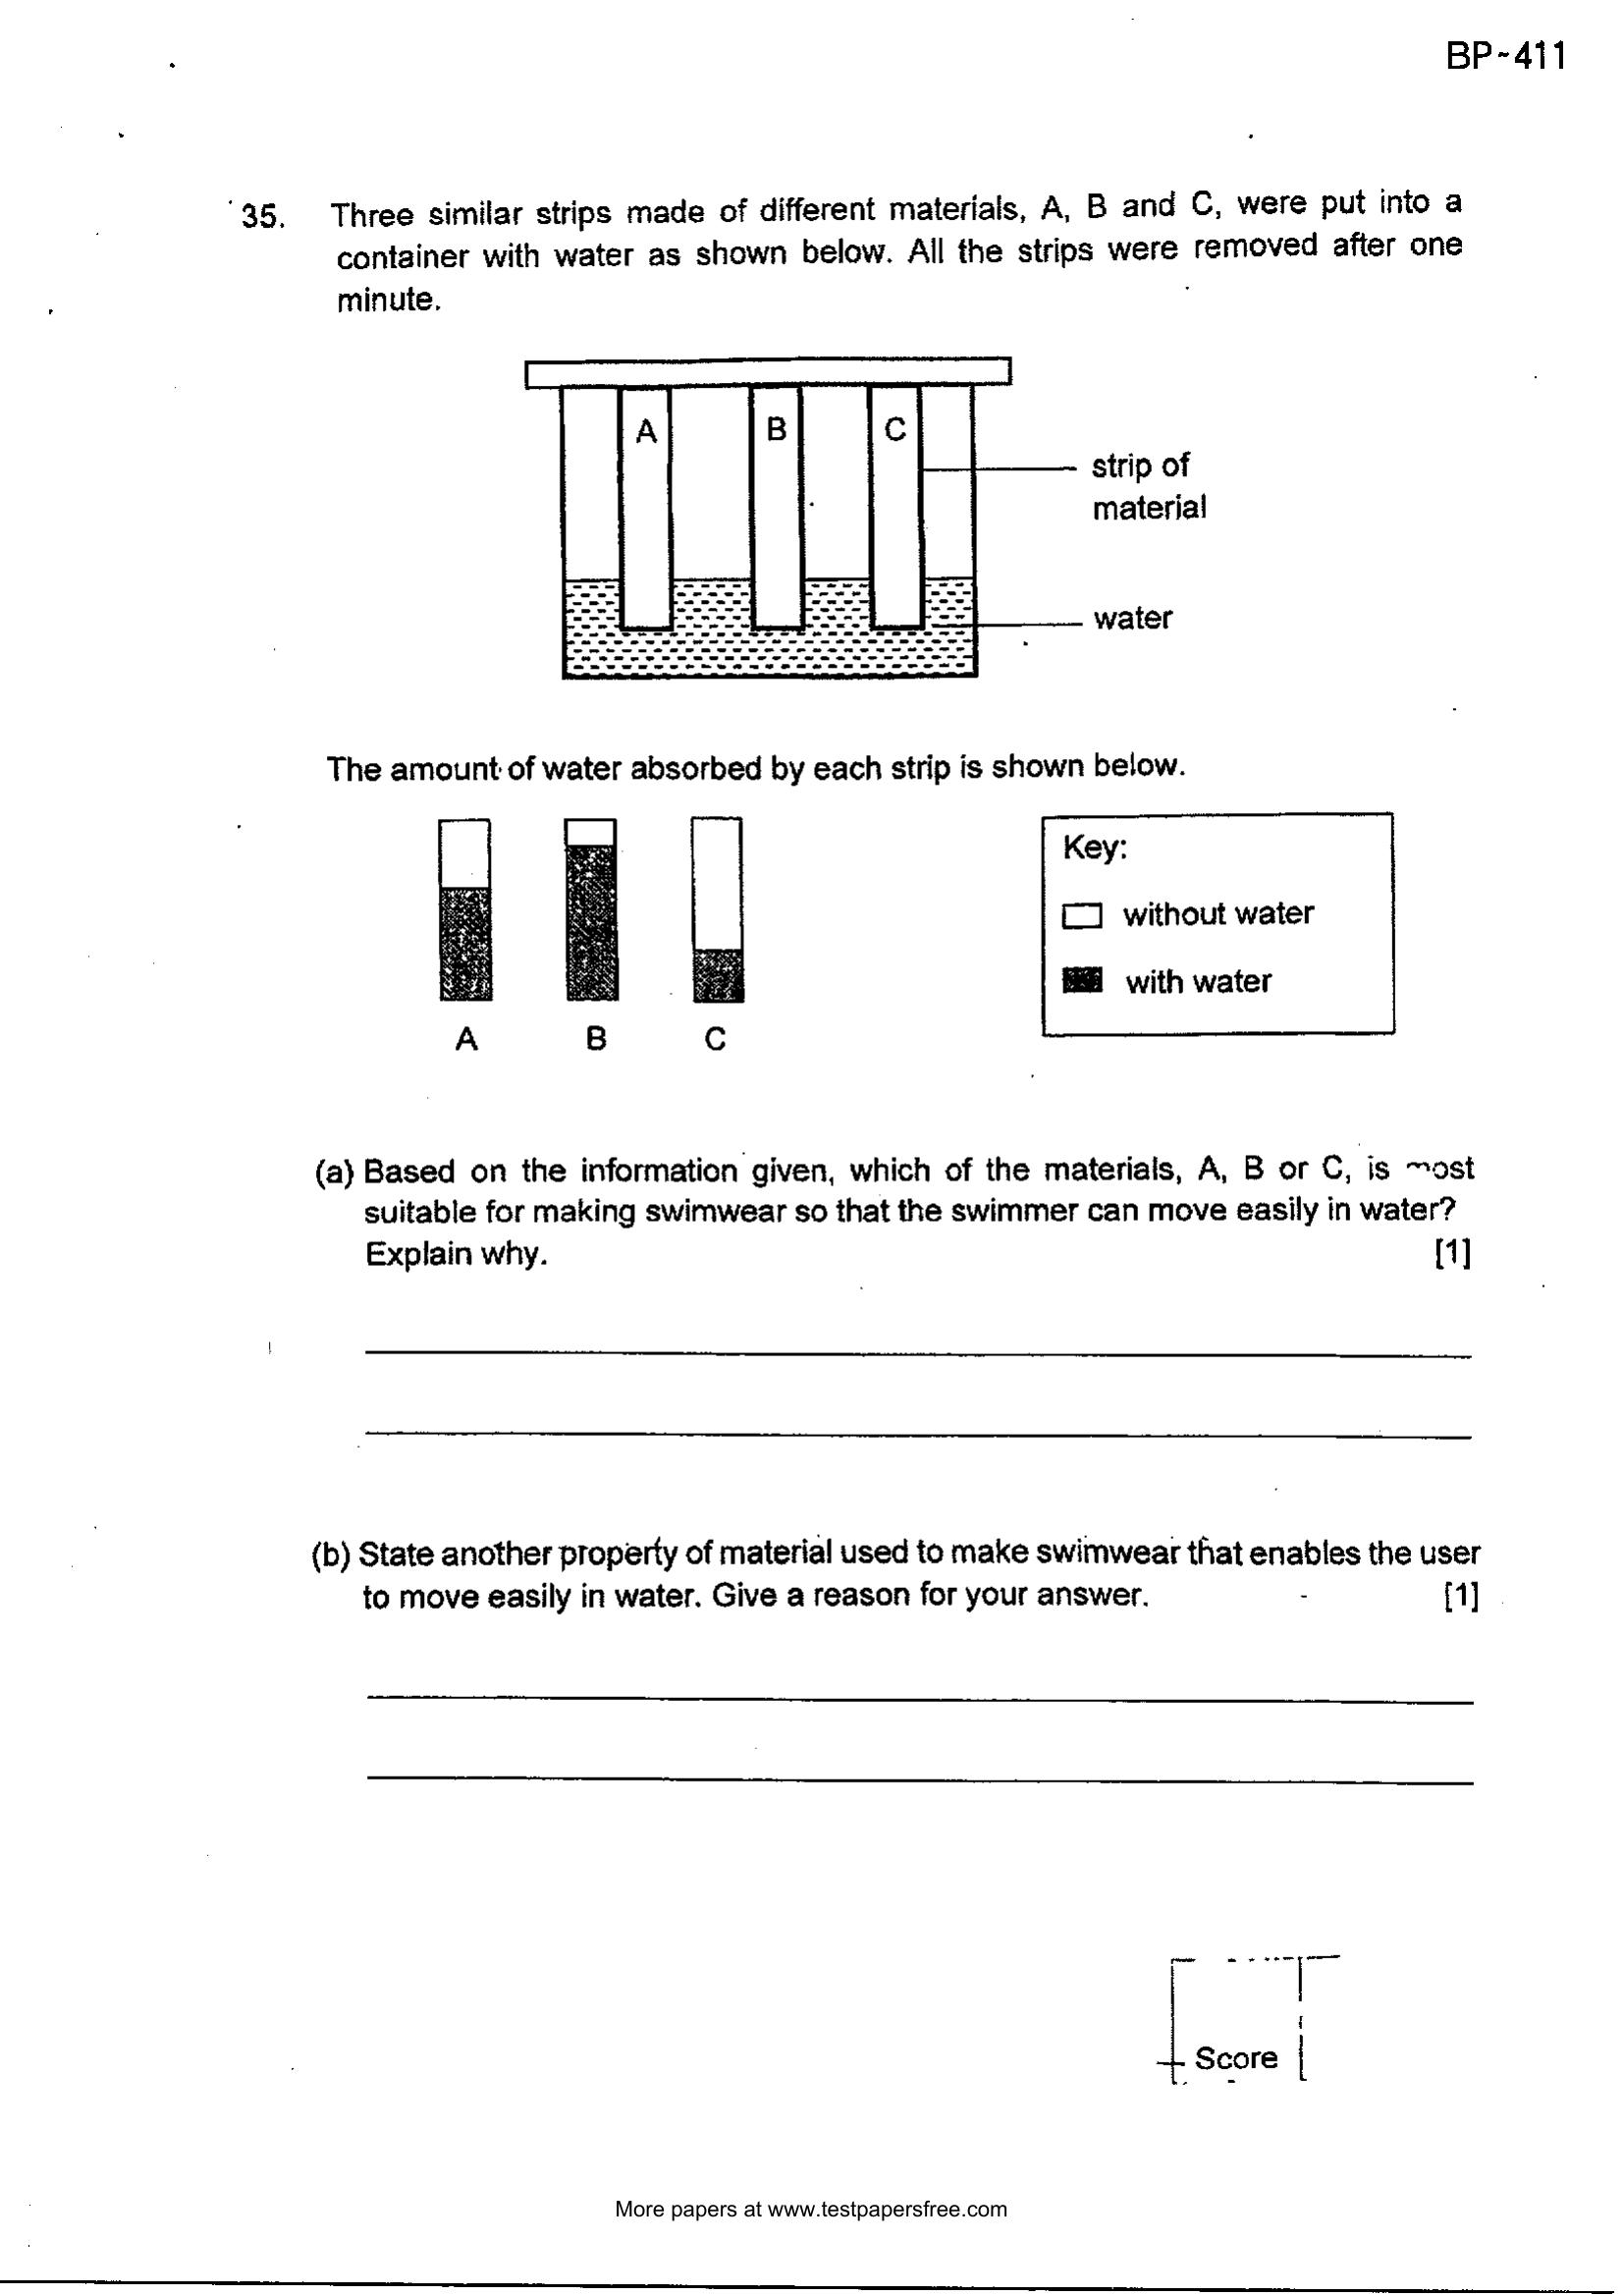 BP-411
35. Three similar strips made of different materials, A, B and C, were put into a
container with water as shown below. All the strips were removed after one
minute.
A B C
strip of
material
water
The amount of water absorbed by each strip is shown below.
Key:
without water
with water
A B C
(a) Based on the information given, which of the materials, A, B or C, is most
suitable for making swimwear so that the swimmer can move easily in water?
Explain why. [1]
(b) State another property of material used to make swimwear that enables the user
to move easily in water. Give a reason for your answer. [1]
Score
More papers at www.testpapersfree.com